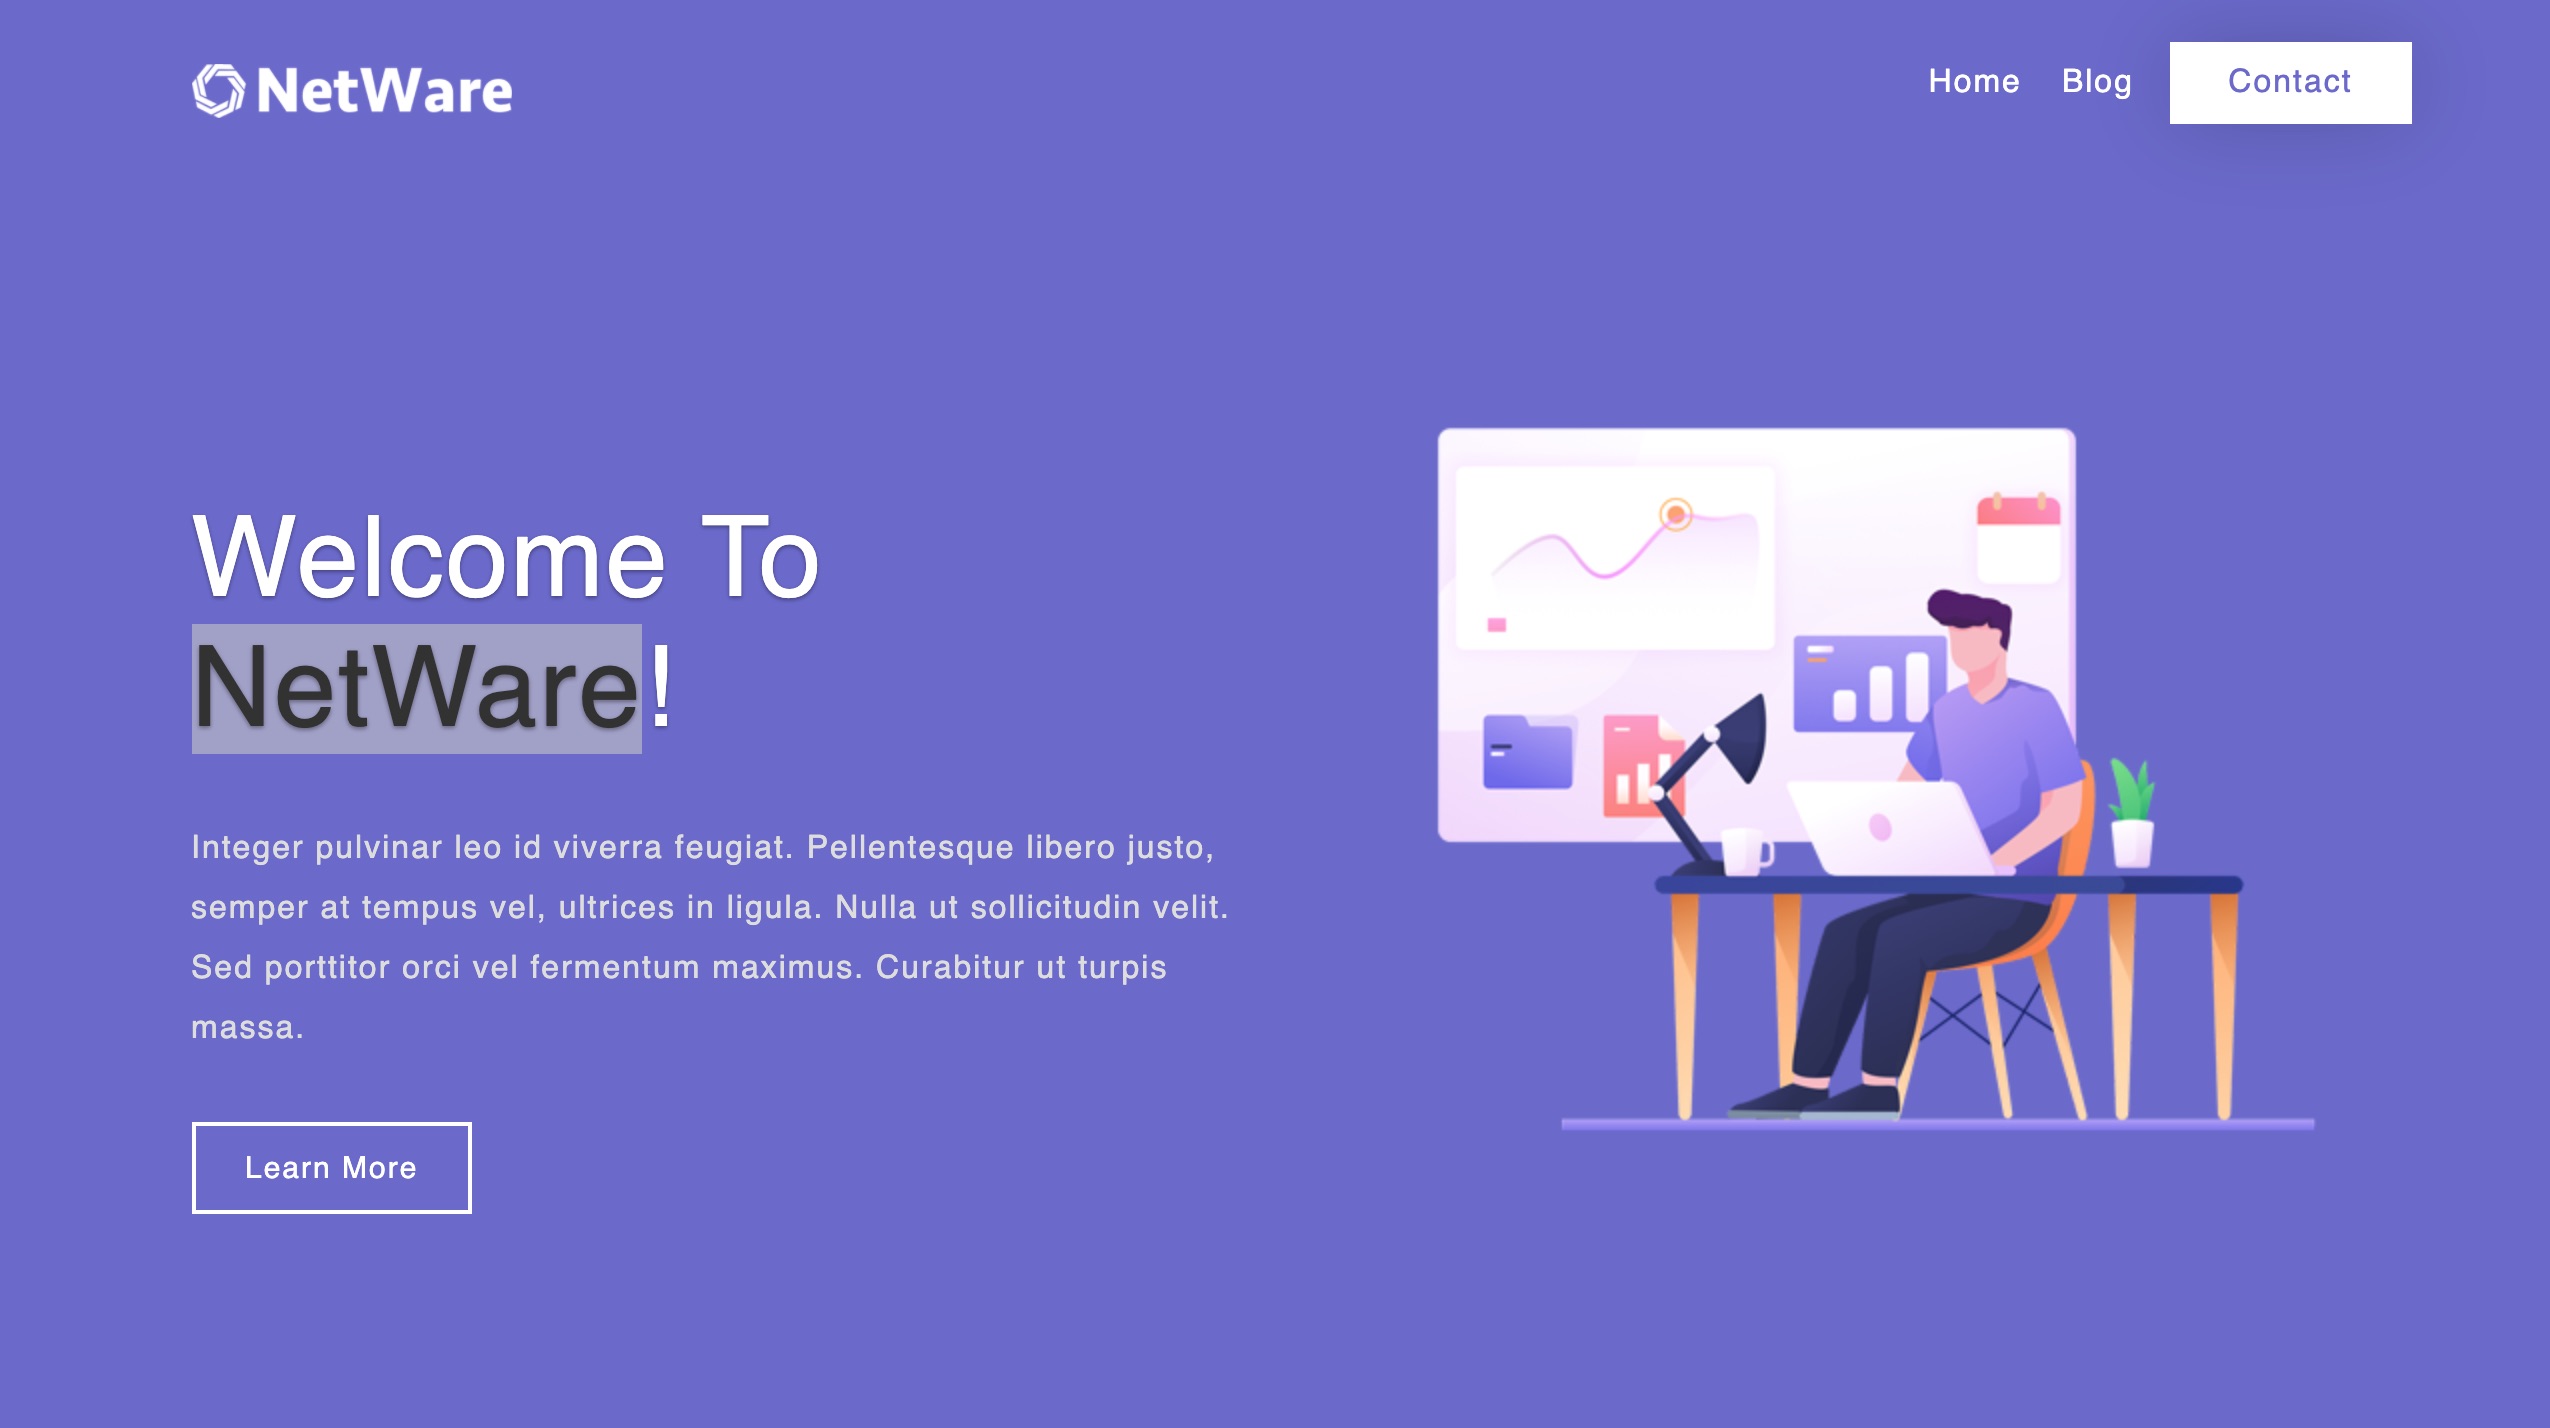 NetWare
Home Blog Contact
Welcome To
NetWare!
Integer pulvinar leo id viverra feugiat. Pellentesque libero justo,
semper at tempus vel, ultrices in ligula. Nulla ut sollicitudin velit.
Sed porttitor orci vel fermentum maximus. Curabitur ut turpis
massa.
Learn More